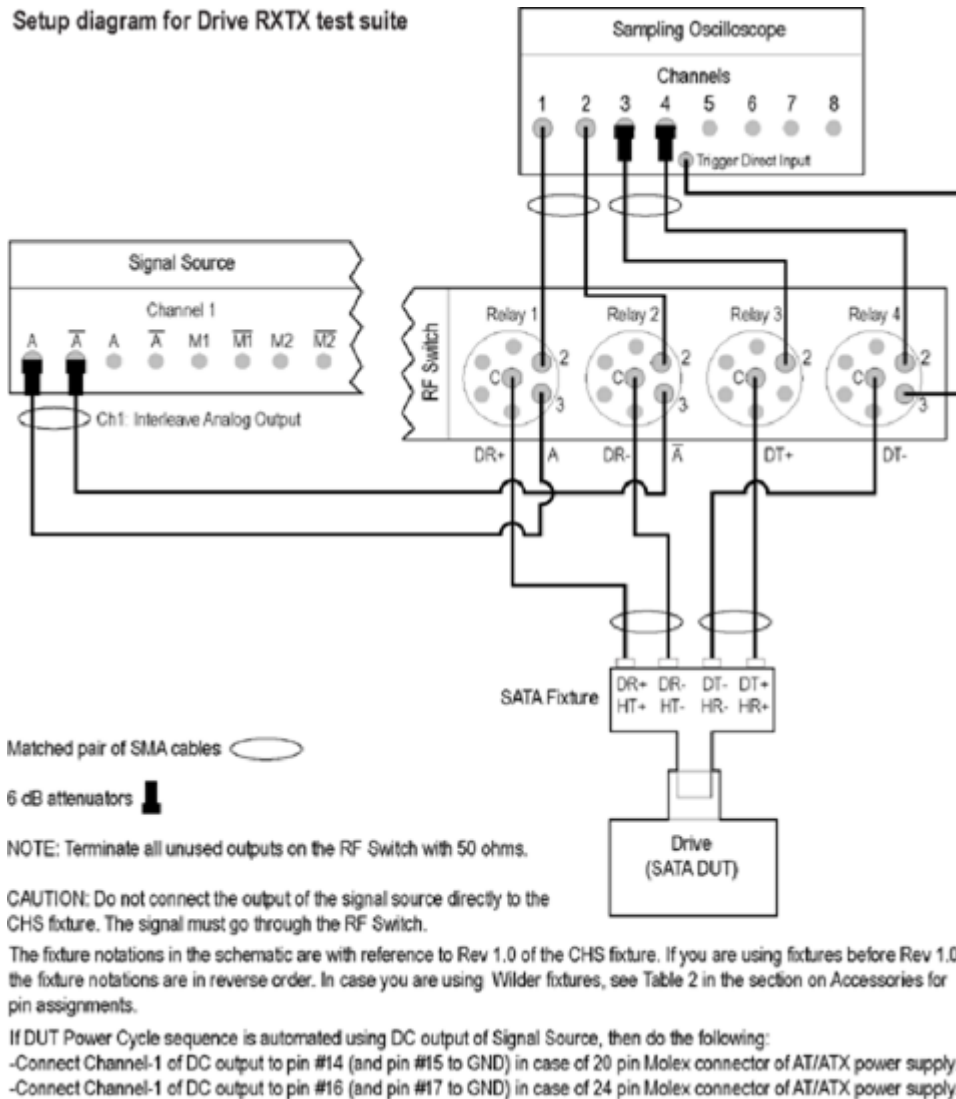 Setup diagram for Drive RXTX test suite
Sampling Oscilloscope
Channels
1 2 3 4 5 6 7 8
Trigger Direct Input
Signal Source
Channel 1
A A̅ A A̅ M1 M̅1̅ M2 M̅2̅
Ch1: Interleave Analog Output
RF Switch
Relay 1 Relay 2 Relay 3 Relay 4
2 2 2 2
C C C C
3 3 3
DR+ A DR- A̅ DT+ DT-
SATA Fixture
DR+ DR- DT- DT+
HT+ HT- HR- HR+
Matched pair of SMA cables
6 dB attenuators
Drive
(SATA DUT)
NOTE: Terminate all unused outputs on the RF Switch with 50 ohms.
CAUTION: Do not connect the output of the signal source directly to the
CHS fixture. The signal must go through the RF Switch.
The fixture notations in the schematic are with reference to Rev 1.0 of the CHS fixture. If you are using fixtures before Rev 1.0
the fixture notations are in reverse order. In case you are using Wilder fixtures, see Table 2 in the section on Accessories for
pin assignments.
If DUT Power Cycle sequence is automated using DC output of Signal Source, then do the following:
-Connect Channel-1 of DC output to pin #14 (and pin #15 to GND) in case of 20 pin Molex connector of AT/ATX power supply
-Connect Channel-1 of DC output to pin #16 (and pin #17 to GND) in case of 24 pin Molex connector of AT/ATX power supply